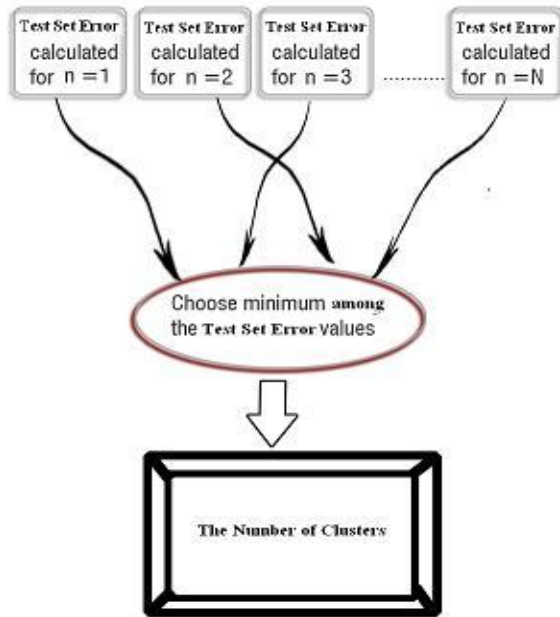 Test Set Error
calculated
for n =1
Test Set Error
calculated
for n =2
Test Set Error
calculated
for n =3
............
Test Set Error
calculated
for n =N
Choose minimum among
the Test Set Error values
The Number of Clusters